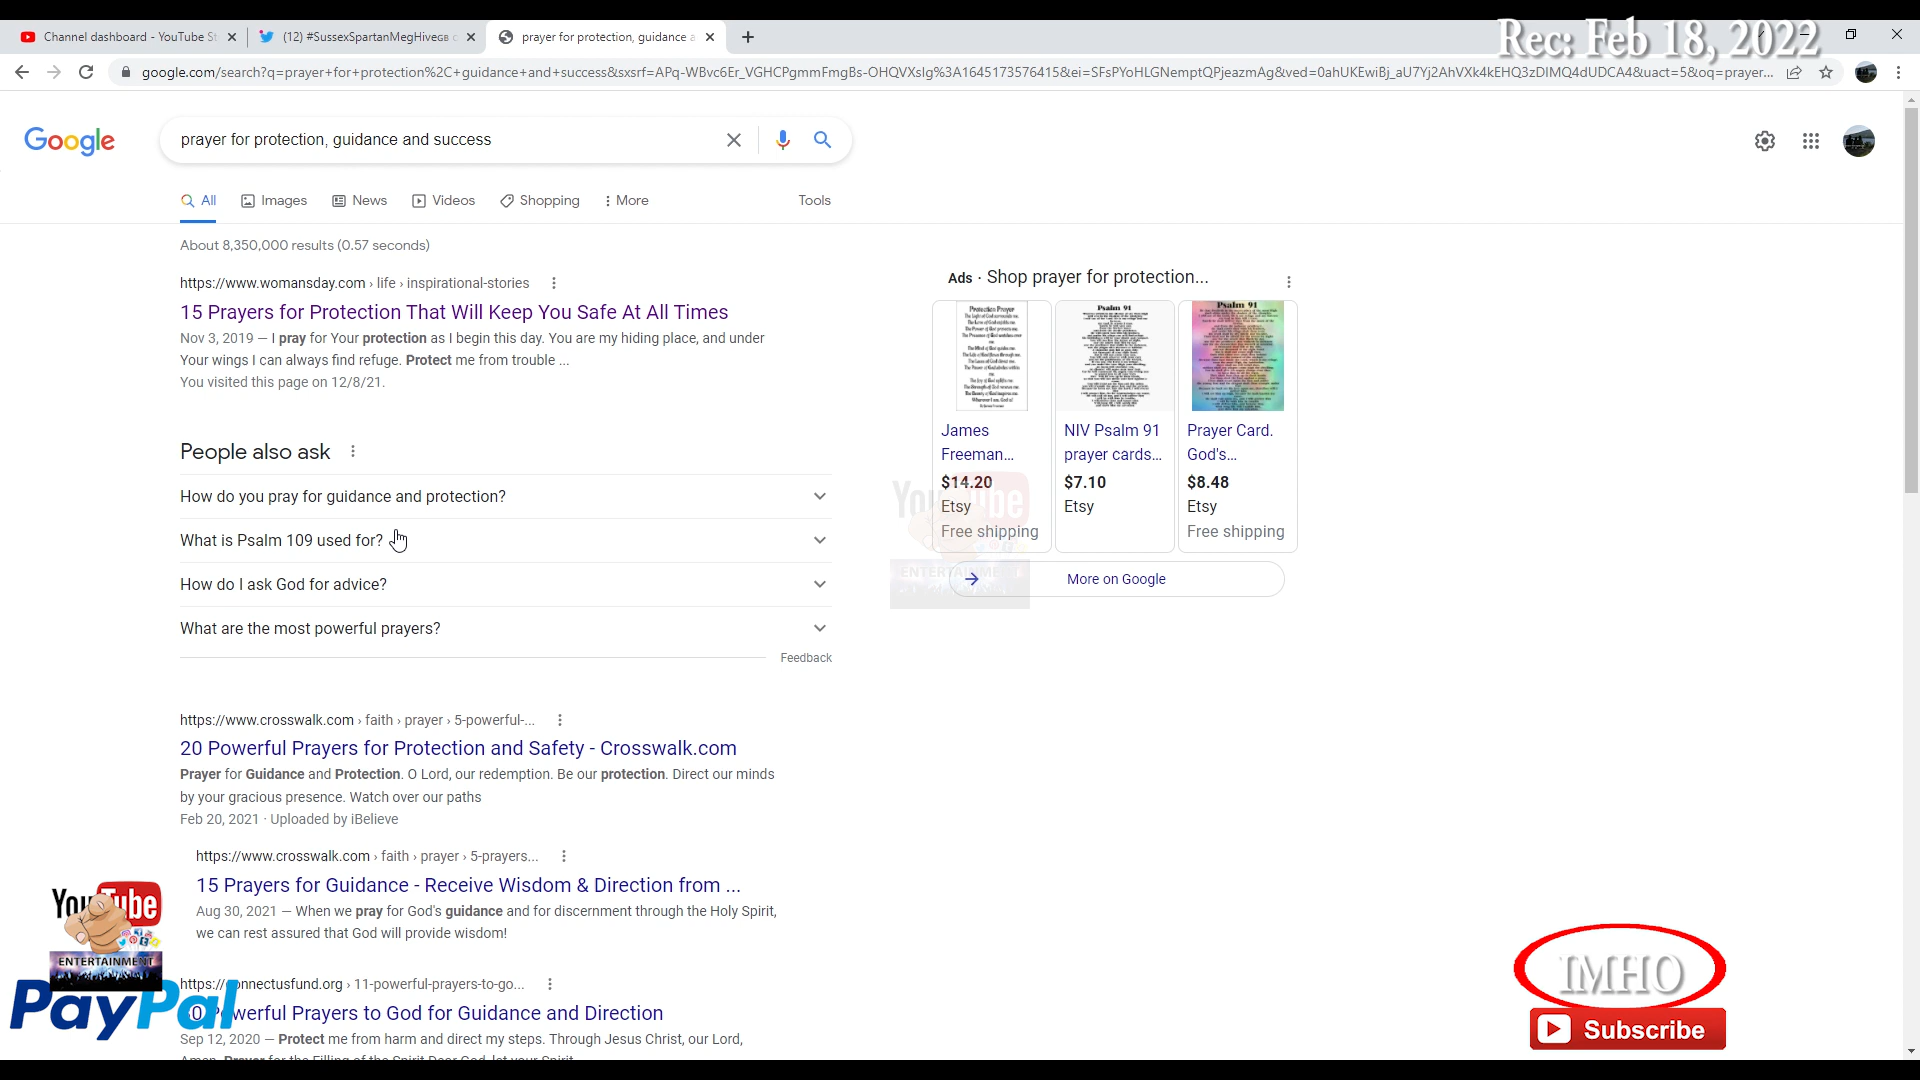 Rec: Feb 18, 2022
Channel dashboard - YouTube St
(12) #SussexSpartanMegHiveGB
prayer for protection, guidance a
google.com/search?q=prayer+for+protection%2C+guidance+and+success&sxsrf=APq-WBvc6Er_VGHCPgmmFmgBs-OHQVXslg%3A1645173576415&ei=SFsPYoHLGNemptQPjeazmAg&ved=0ahUKEwiBj_aU7Yj2AhVXk4kEHQ3zDIMQ4dUDCA4&uact=5&oq=prayer...
Google
prayer for protection, guidance and success
All Images News Videos Shopping More Tools
About 8,350,000 results (0.57 seconds)
https://www.womansday.com › life › inspirational-stories
15 Prayers for Protection That Will Keep You Safe At All Times
Nov 3, 2019 — I pray for Your protection as I begin this day. You are my hiding place, and under
Your wings I can always find refuge. Protect me from trouble ...
You visited this page on 12/8/21.
People also ask
How do you pray for guidance and protection?
What is Psalm 109 used for?
How do I ask God for advice?
What are the most powerful prayers?
Feedback
https://www.crosswalk.com › faith › prayer › 5-powerful-...
20 Powerful Prayers for Protection and Safety - Crosswalk.com
Prayer for Guidance and Protection. O Lord, our redemption. Be our protection. Direct our minds
by your gracious presence. Watch over our paths
Feb 20, 2021 · Uploaded by iBelieve
https://www.crosswalk.com › faith › prayer › 5-prayers...
15 Prayers for Guidance - Receive Wisdom & Direction from ...
Aug 30, 2021 — When we pray for God's guidance and for discernment through the Holy Spirit,
we can rest assured that God will provide wisdom!
https://connectusfund.org › 11-powerful-prayers-to-go...
Powerful Prayers to God for Guidance and Direction
Sep 12, 2020 — Protect me from harm and direct my steps. Through Jesus Christ, our Lord,
Ads · Shop prayer for protection...
Protection Prayer
Psalm 91
Psalm 91
James
Freeman...
$14.20
Etsy
Free shipping
NIV Psalm 91
prayer cards...
$7.10
Etsy
Prayer Card.
God's...
$8.48
Etsy
Free shipping
More on Google
YouTube
ENTERTAINMENT
YouTube
ENTERTAINMENT
PayPal
IMHO
Subscribe